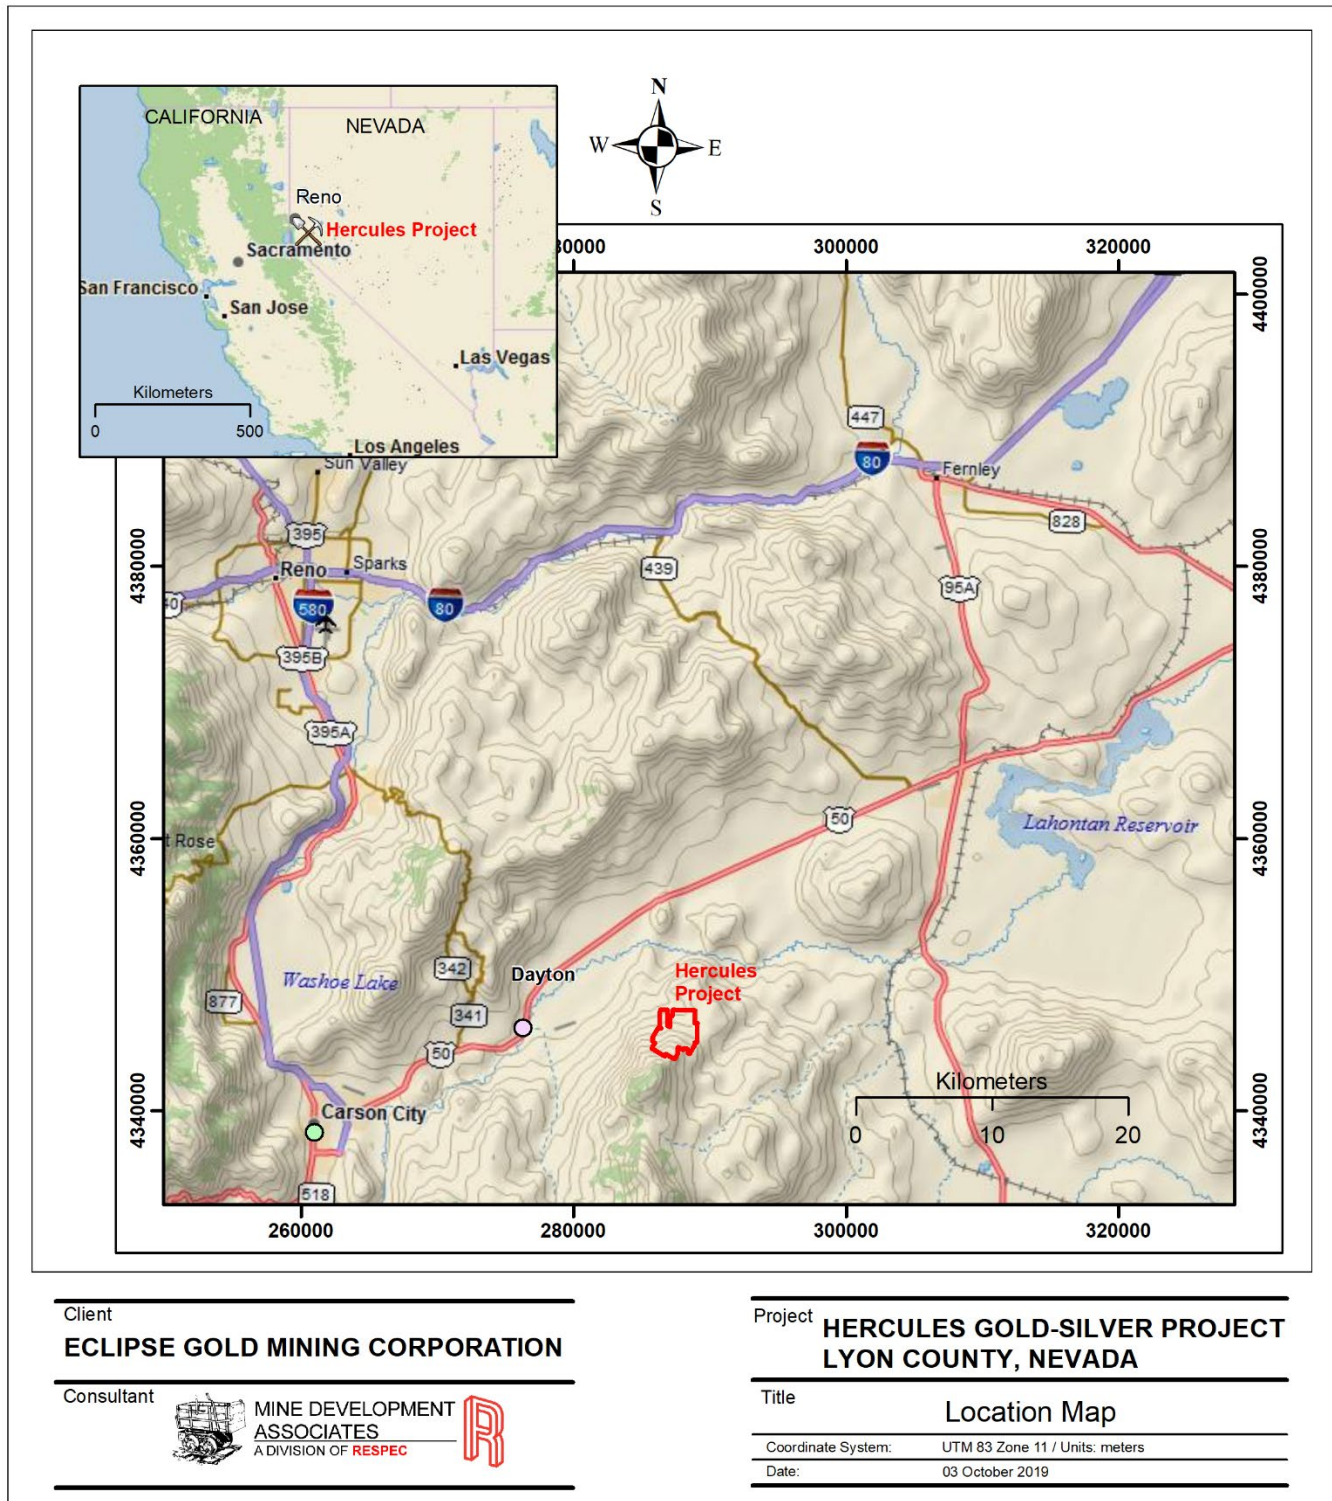 CALIFORNIA
NEVADA
Reno
Hercules Project
Sacramento
San Francisco
San Jose
Las Vegas
Kilometers
0 500
Los Angeles
N
W E
S
80000 300000 320000
4400000
4380000
4360000
4340000
4380000
4360000
4340000
260000 280000 300000 320000
Sun Valley
447
80
Fernley
828
395
Reno
Sparks
439
95A
40
580
80
395B
395A
50
Lahontan Reservoir
t Rose
342
Dayton
Hercules
Project
Washoe Lake
877
341
50
Carson City
518
Kilometers
0 10 20
Client
ECLIPSE GOLD MINING CORPORATION
Consultant
MINE DEVELOPMENT
ASSOCIATES
A DIVISION OF RESPEC
R
Project
HERCULES GOLD-SILVER PROJECT
LYON COUNTY, NEVADA
Title
Location Map
Coordinate System: UTM 83 Zone 11 / Units: meters
Date: 03 October 2019